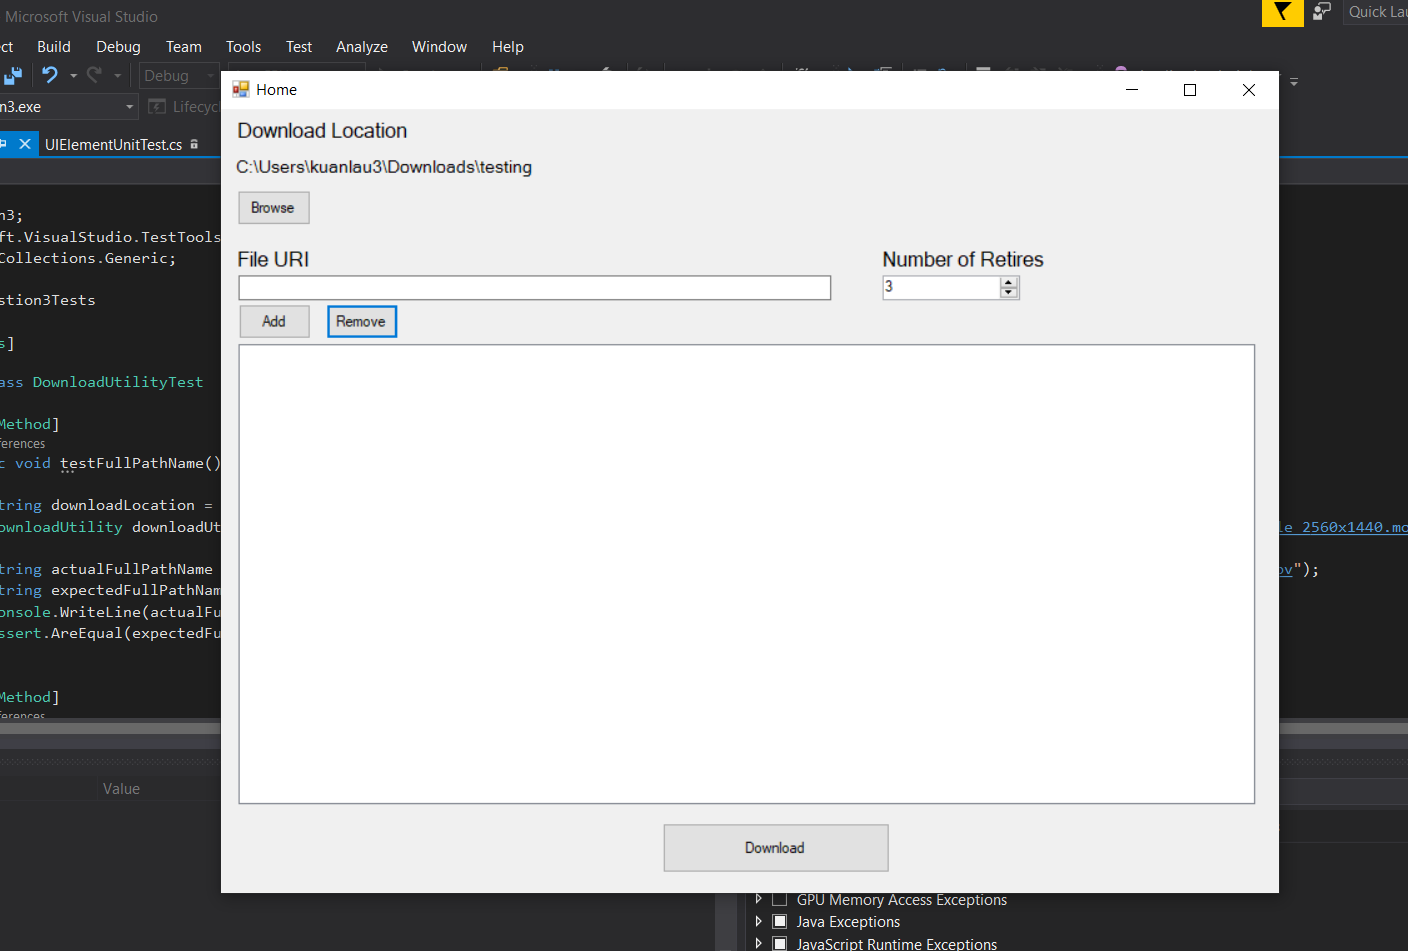 Microsoft Visual Studio
Quick Lau
ct Build Debug Team Tools Test Analyze Window Help
Debug
n3.exe
Lifecyc
UIElementUnitTest.cs
Home
Download Location
C:\Users\kuanlau3\Downloads\testing
Browse
File URI
Number of Retires
3
Add
Remove
Download
n3;
ft.VisualStudio.TestTools
Collections.Generic;
stion3Tests
s]
ass DownloadUtilityTest
Method]
ferences
c void testFullPathName()
tring downloadLocation =
ownloadUtility downloadUt
le_2560x1440.mo
tring actualFullPathName
ov");
tring expectedFullPathNam
onsole.WriteLine(actualFu
ssert.AreEqual(expectedFu
Method]
ferences
Value
GPU Memory Access Exceptions
Java Exceptions
JavaScript Runtime Exceptions